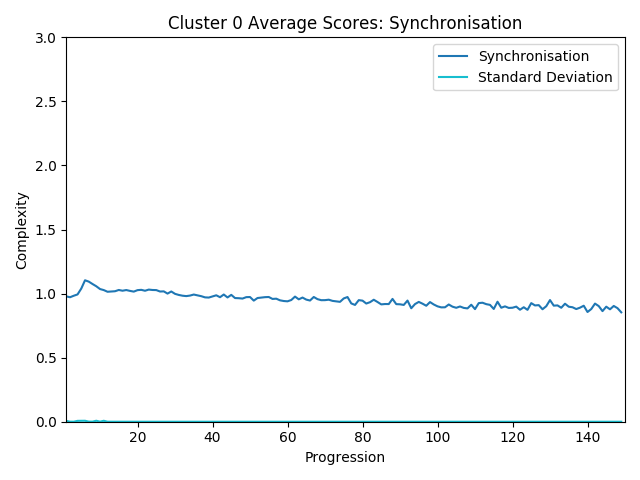 Cluster 0 Average Scores: Synchronisation
3.0
2.5
2.0
1.5
1.0
0.5
0.0
Complexity
Synchronisation
Standard Deviation
20 40 60 80 100 120 140
Progression